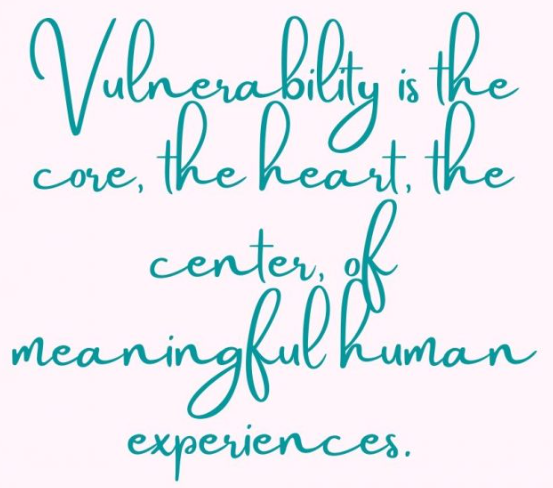 Vulnerability is the
core, the heart, the
center, of
meaningful human
experiences.